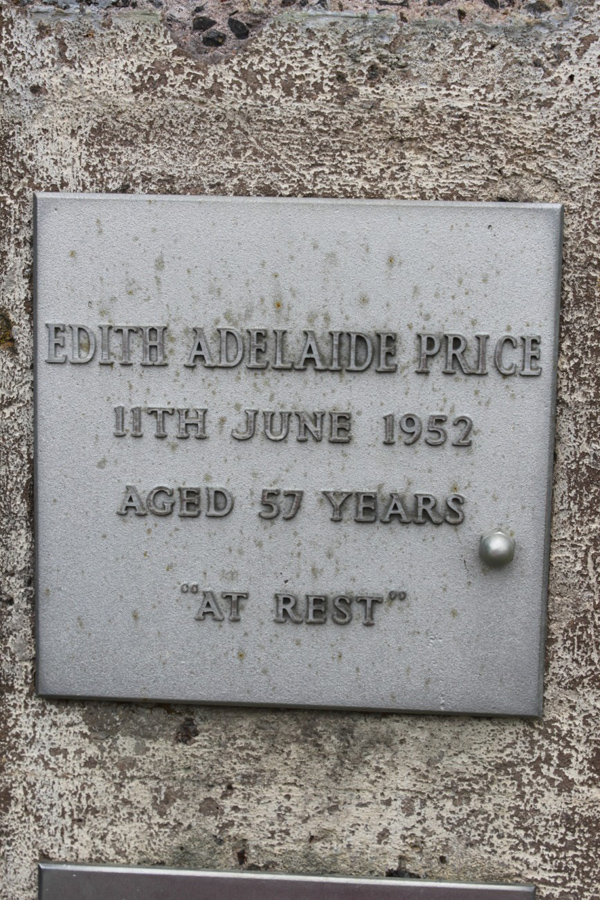 EDITH ADELAIDE PRICE
11TH JUNE 1952
AGED 57 YEARS
“AT REST”